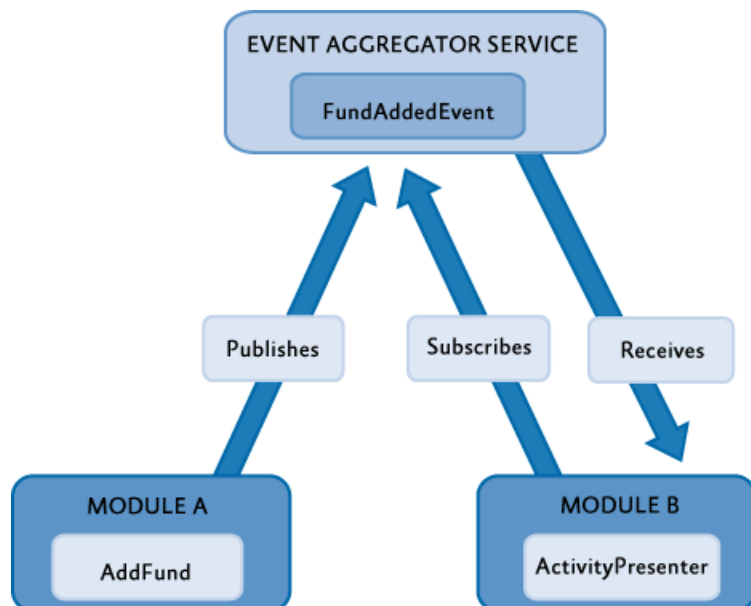 EVENT AGGREGATOR SERVICE
FundAddedEvent
Publishes
Subscribes
Receives
MODULE A
AddFund
MODULE B
ActivityPresenter